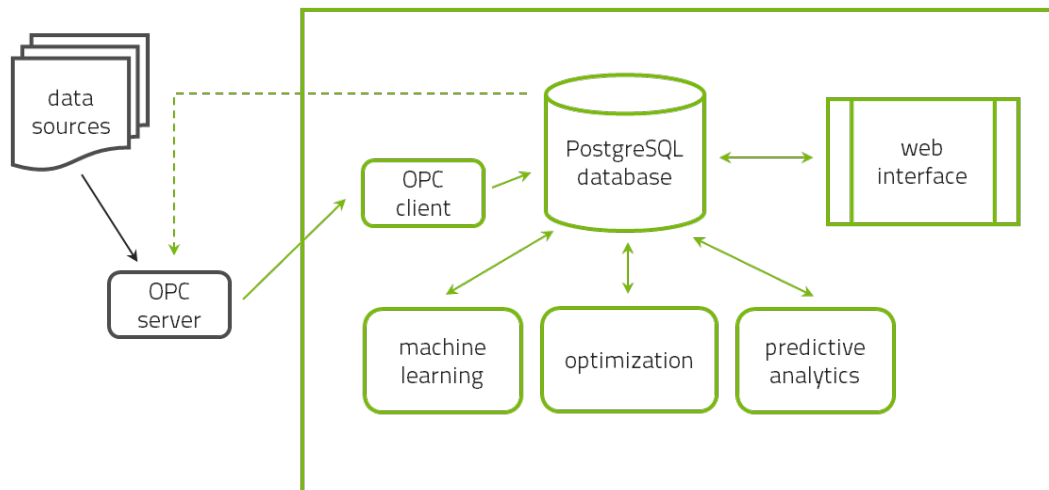 data
sources
OPC
server
OPC
client
PostgreSQL
database
web
interface
machine
learning
optimization
predictive
analytics